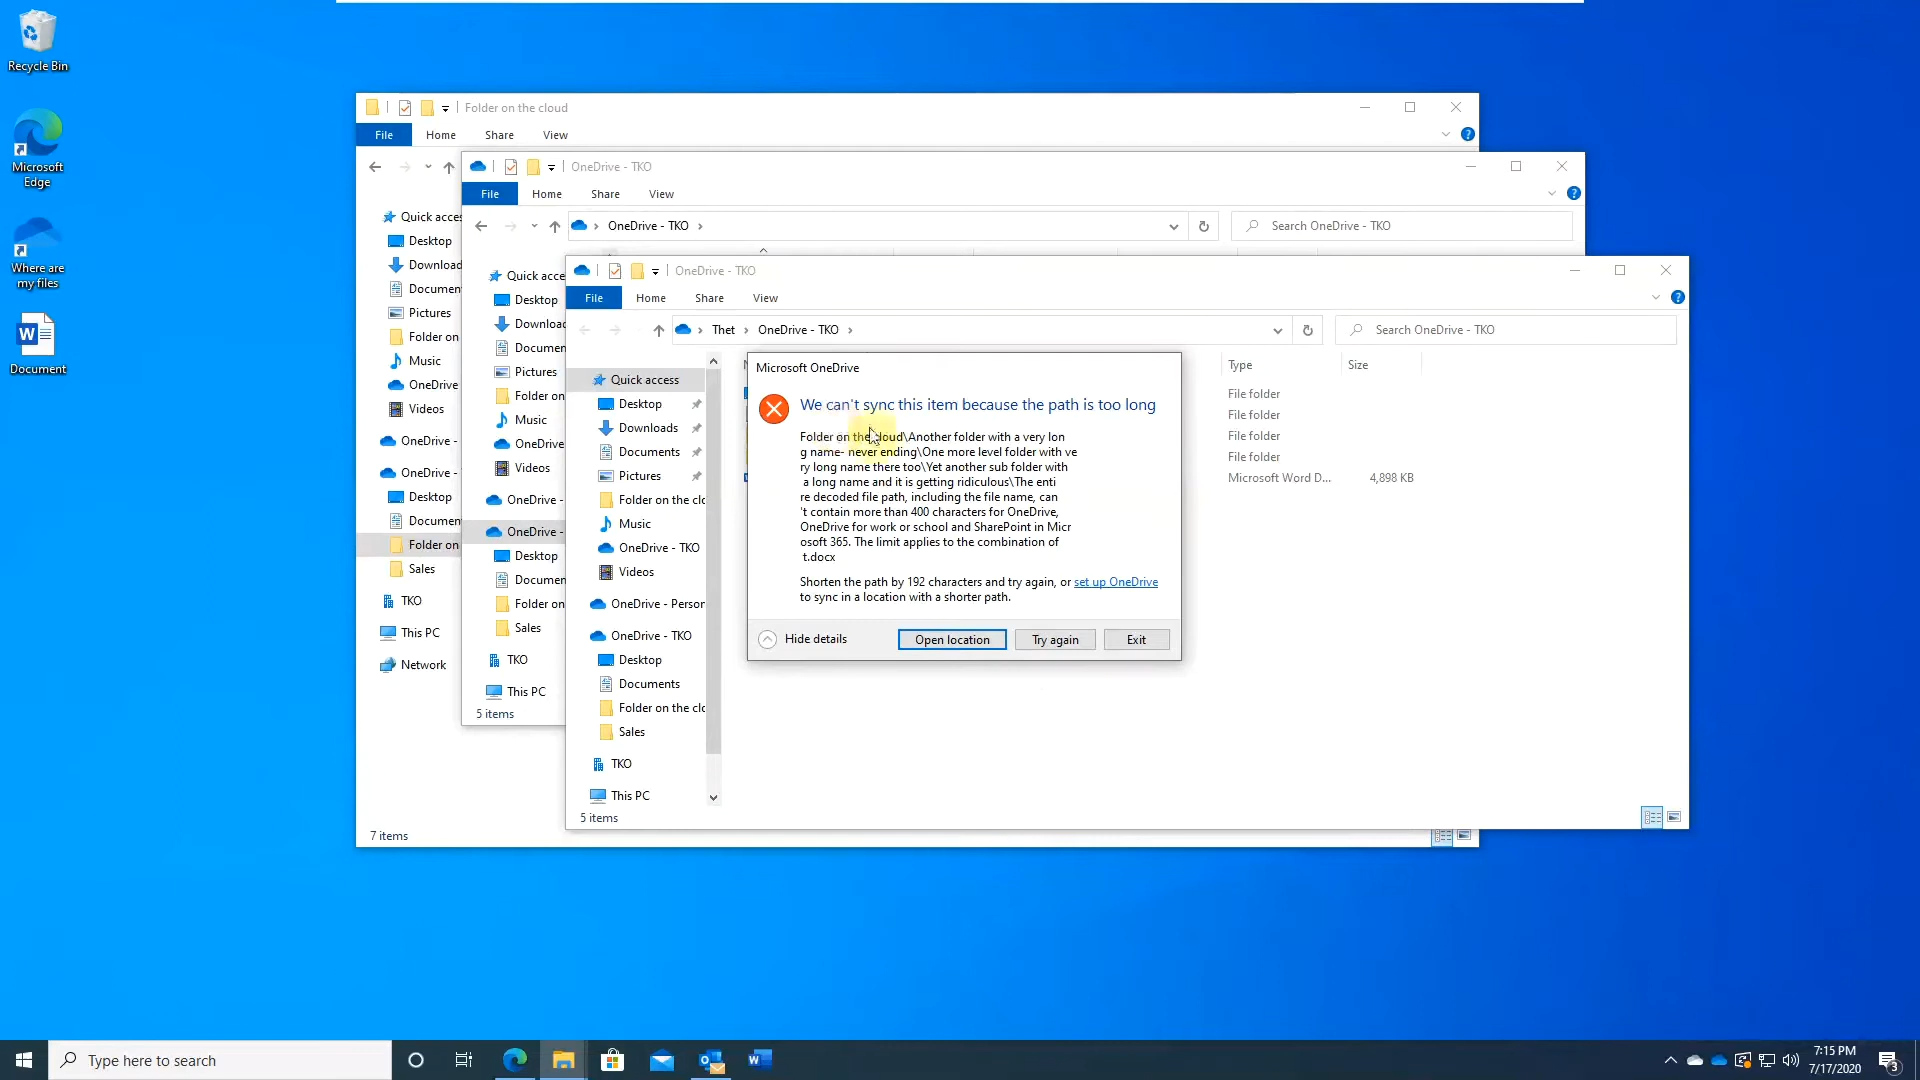 Recycle Bin
Microsoft
Edge
Where are
my files
Document
Folder on the cloud
File Home Share View
Quick acces
Desktop
Download
Documen
Pictures
Folder on
Music
OneDrive
Videos
OneDrive -
OneDrive -
Desktop
Documen
Folder on
Sales
TKO
This PC
Network
7 items
OneDrive - TKO
File Home Share View
OneDrive - TKO
Search OneDrive - TKO
Quick acce
Desktop
Downloac
Documen
Pictures
Folder on
Music
OneDrive
Videos
OneDrive -
OneDrive -
Desktop
Documen
Folder on
Sales
TKO
This PC
5 items
OneDrive - TKO
File Home Share View
Thet OneDrive - TKO
Search OneDrive - TKO
Quick access
Desktop
Downloads
Documents
Pictures
Folder on the clo
Music
OneDrive - TKO
Videos
OneDrive - Person
OneDrive - TKO
Desktop
Documents
Folder on the clo
Sales
TKO
This PC
5 items
Type Size
File folder
File folder
File folder
File folder
Microsoft Word D... 4,898 KB
Microsoft OneDrive
We can't sync this item because the path is too long
Folder on the cloud\Another folder with a very lon
g name- never ending\One more level folder with ve
ry long name there too\Yet another sub folder with
a long name and it is getting ridiculous\The enti
re decoded file path, including the file name, can
't contain more than 400 characters for OneDrive,
OneDrive for work or school and SharePoint in Micr
osoft 365. The limit applies to the combination of
t.docx
Shorten the path by 192 characters and try again, or set up OneDrive
to sync in a location with a shorter path.
Hide details Open location Try again Exit
Type here to search
7:15 PM
7/17/2020
3